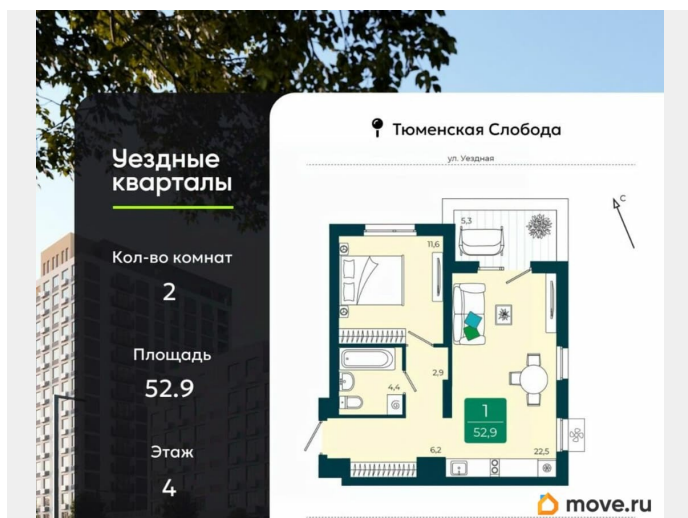 Уездные
кварталы
Кол-во комнат
2
Площадь
52.9
Этаж
4
Тюменская Слобода
ул. Уездная
С
5,3
11,6
2,9
4,4
1
52,9
6,2
22,5
move.ru